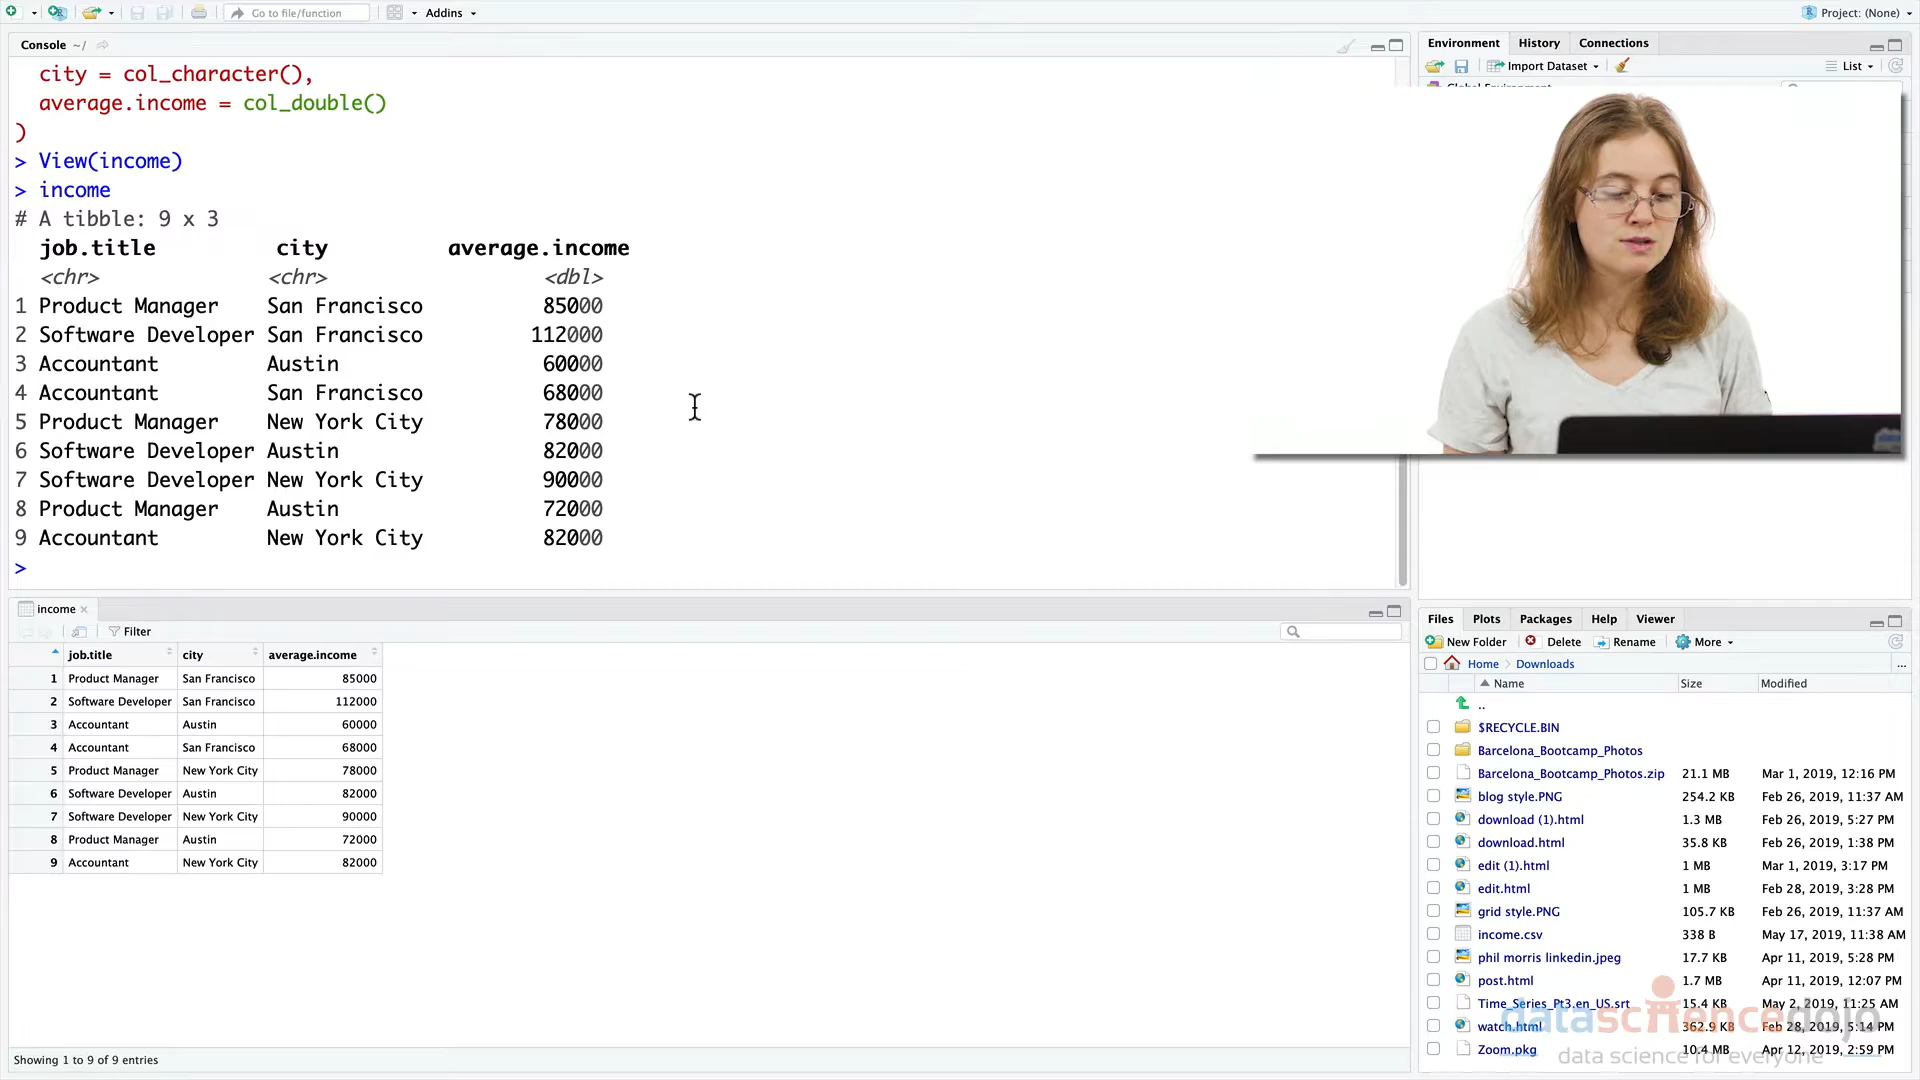 Go to file/function
Addins
Project: (None)
Console ~/
city = col_character(),
average.income = col_double()
)
> View(income)
> income
# A tibble: 9 x 3
job.title city average.income
<chr> <chr> <dbl>
1 Product Manager San Francisco 85000
2 Software Developer San Francisco 112000
3 Accountant Austin 60000
4 Accountant San Francisco 68000
5 Product Manager New York City 78000
6 Software Developer Austin 82000
7 Software Developer New York City 90000
8 Product Manager Austin 72000
9 Accountant New York City 82000
>
Environment History Connections
Import Dataset List
income
Filter
job.title city average.income
1 Product Manager San Francisco 85000
2 Software Developer San Francisco 112000
3 Accountant Austin 60000
4 Accountant San Francisco 68000
5 Product Manager New York City 78000
6 Software Developer Austin 82000
7 Software Developer New York City 90000
8 Product Manager Austin 72000
9 Accountant New York City 82000
Showing 1 to 9 of 9 entries
Files Plots Packages Help Viewer
New Folder Delete Rename More
Home Downloads ...
Name Size Modified
..
$RECYCLE.BIN
Barcelona_Bootcamp_Photos
Barcelona_Bootcamp_Photos.zip 21.1 MB Mar 1, 2019, 12:16 PM
blog style.PNG 254.2 KB Feb 26, 2019, 11:37 AM
download (1).html 1.3 MB Feb 26, 2019, 5:27 PM
download.html 35.8 KB Feb 26, 2019, 1:38 PM
edit (1).html 1 MB Mar 1, 2019, 3:17 PM
edit.html 1 MB Feb 28, 2019, 3:28 PM
grid style.PNG 105.7 KB Feb 26, 2019, 11:37 AM
income.csv 338 B May 17, 2019, 11:38 AM
phil morris linkedin.jpeg 17.7 KB Apr 11, 2019, 5:28 PM
post.html 1.7 MB Apr 11, 2019, 12:07 PM
Time_Series_Pt3.en_US.srt 15.4 KB May 2, 2019, 11:25 AM
watch.html 362.9 KB Feb 28, 2019, 5:14 PM
Zoom.pkg 10.4 MB Apr 12, 2019, 2:59 PM
datasciencedojo
data science for everyone